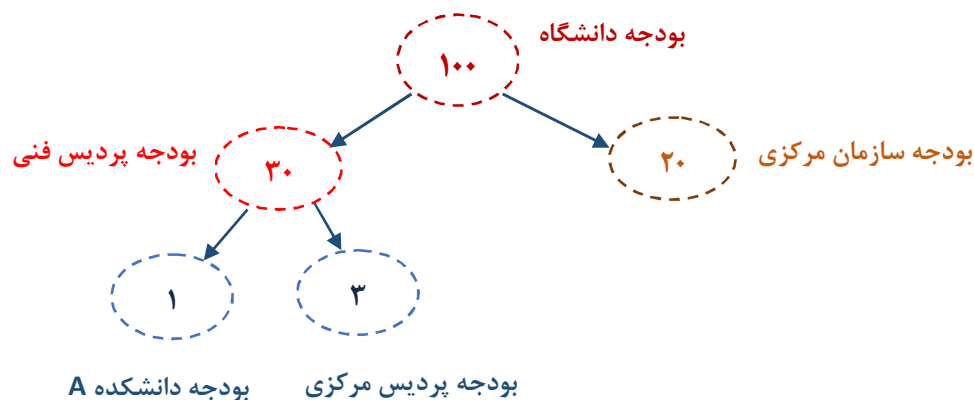 بودجه دانشگاه
۱۰۰
بودجه سازمان مرکزی
۲۰
بودجه پردیس فنی
۳۰
۳
۱
بودجه پردیس مرکزی
بودجه دانشکده A